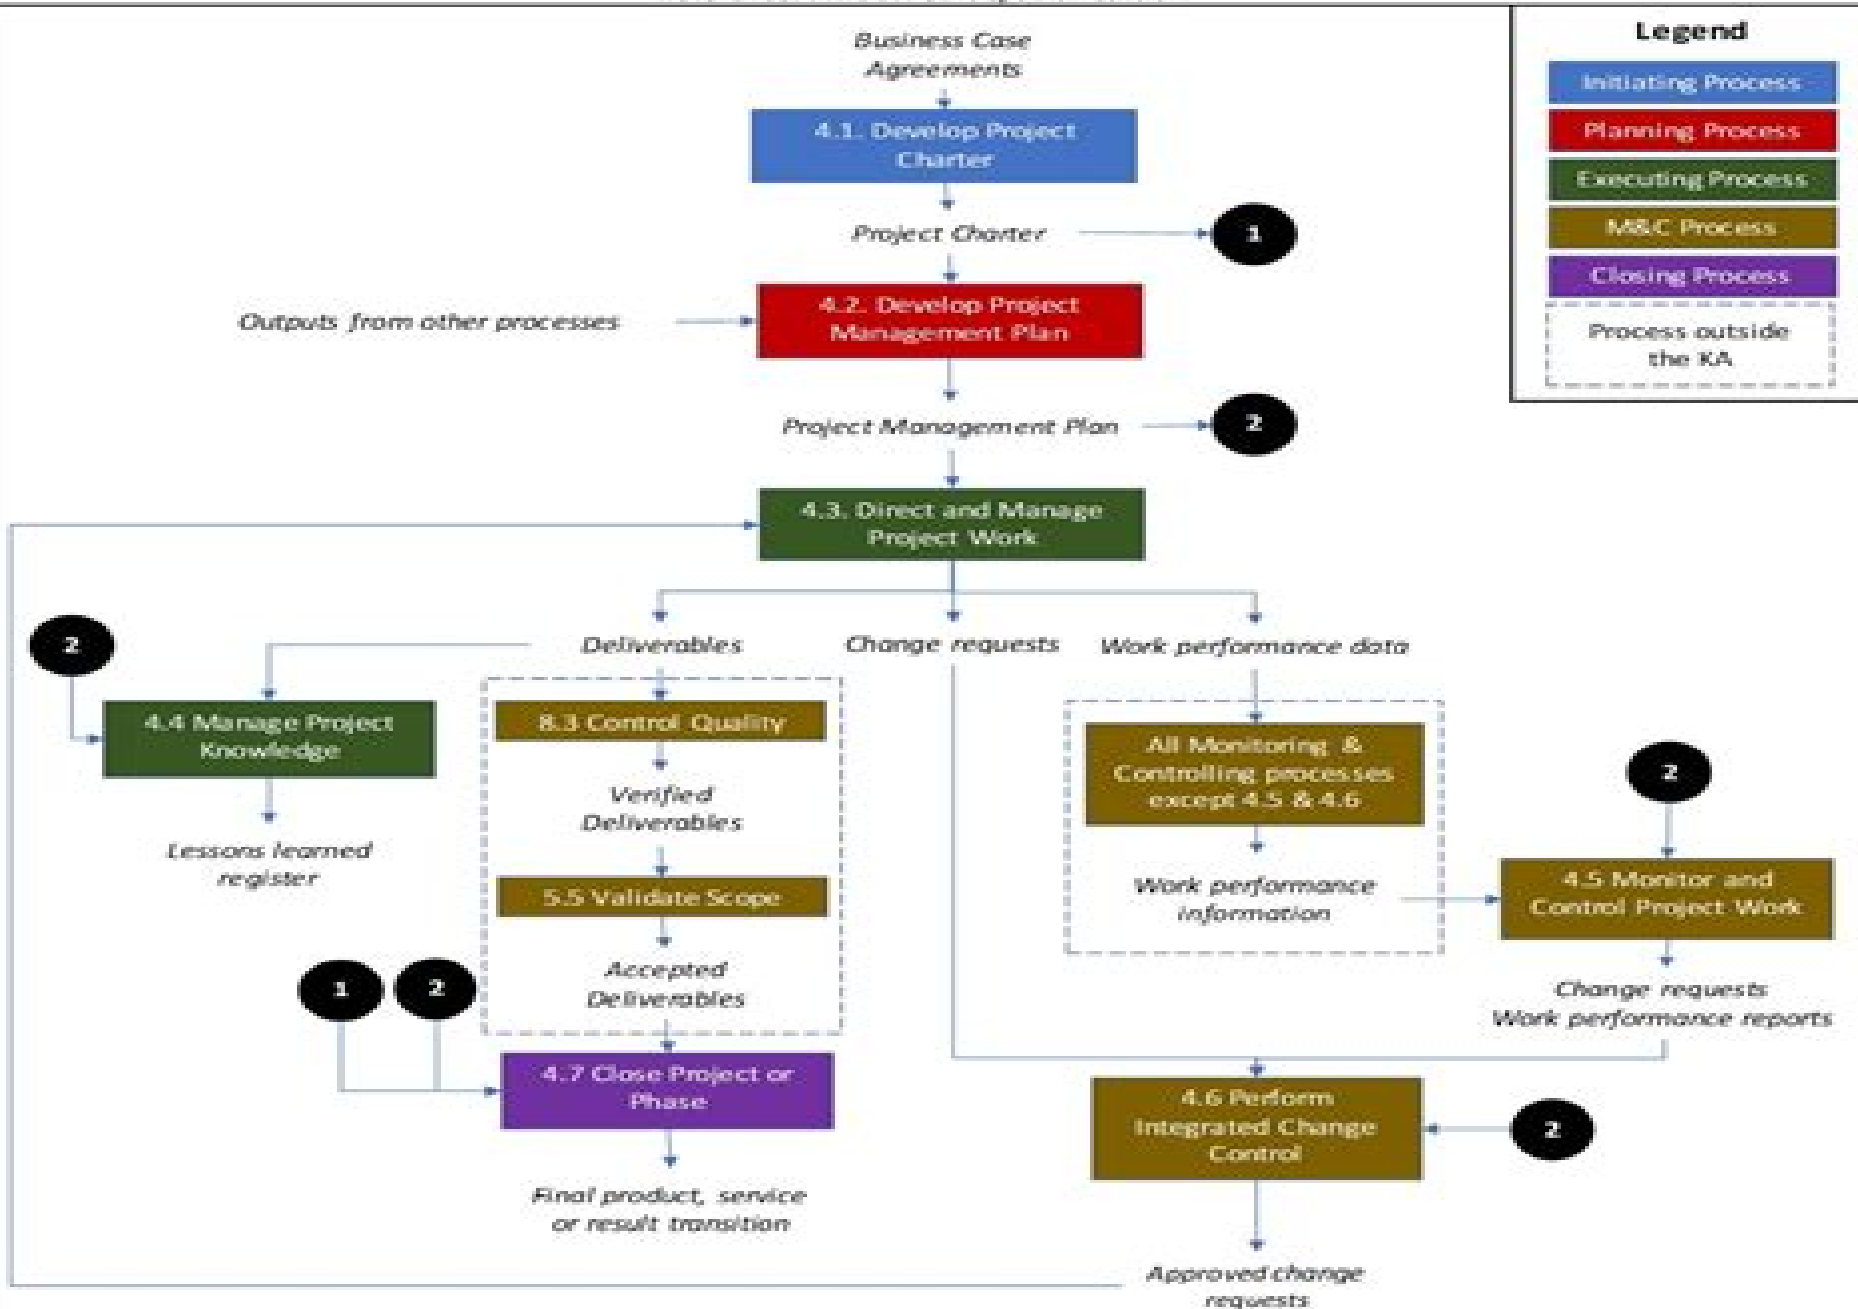 Business Case
Agreements
4.1. Develop Project
Charter
Project Charter
1
Outputs from other processes
4.2. Develop Project
Management Plan
Project Management Plan
2
4.3. Direct and Manage
Project Work
2
Deliverables
Change requests
Work performance data
4.4 Manage Project
Knowledge
Lessons learned
register
8.3 Control Quality
Verified
Deliverables
5.5 Validate Scope
Accepted
Deliverables
1
2
4.7 Close Project or
Phase
Final product, service
or result transition
All Monitoring &
Controlling processes
except 4.5 & 4.6
Work performance
information
2
4.5 Monitor and
Control Project Work
Change requests
Work performance reports
4.6 Perform
Integrated Change
Control
2
Approved change
requests
Legend
Initiating Process
Planning Process
Executing Process
M&C Process
Closing Process
Process outside
the KA